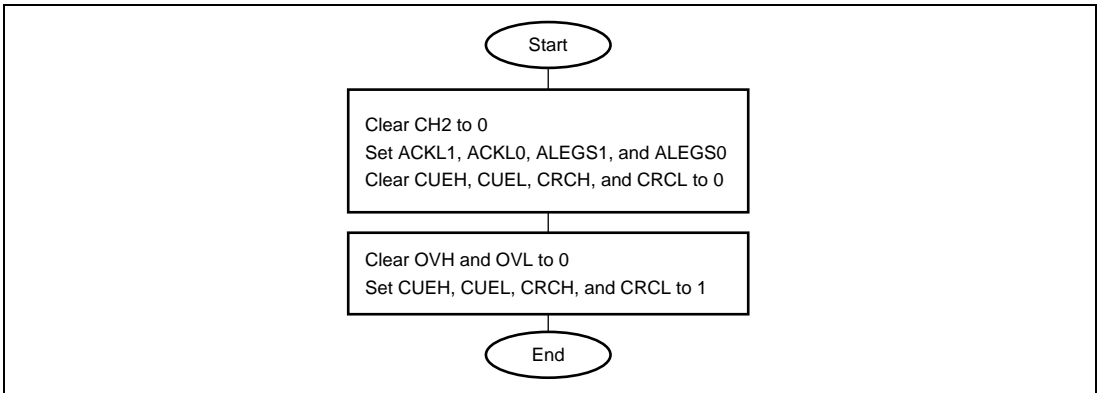 Start
Clear CH2 to 0
Set ACKL1, ACKL0, ALEGS1, and ALEGS0
Clear CUEH, CUEL, CRCH, and CRCL to 0
Clear OVH and OVL to 0
Set CUEH, CUEL, CRCH, and CRCL to 1
End